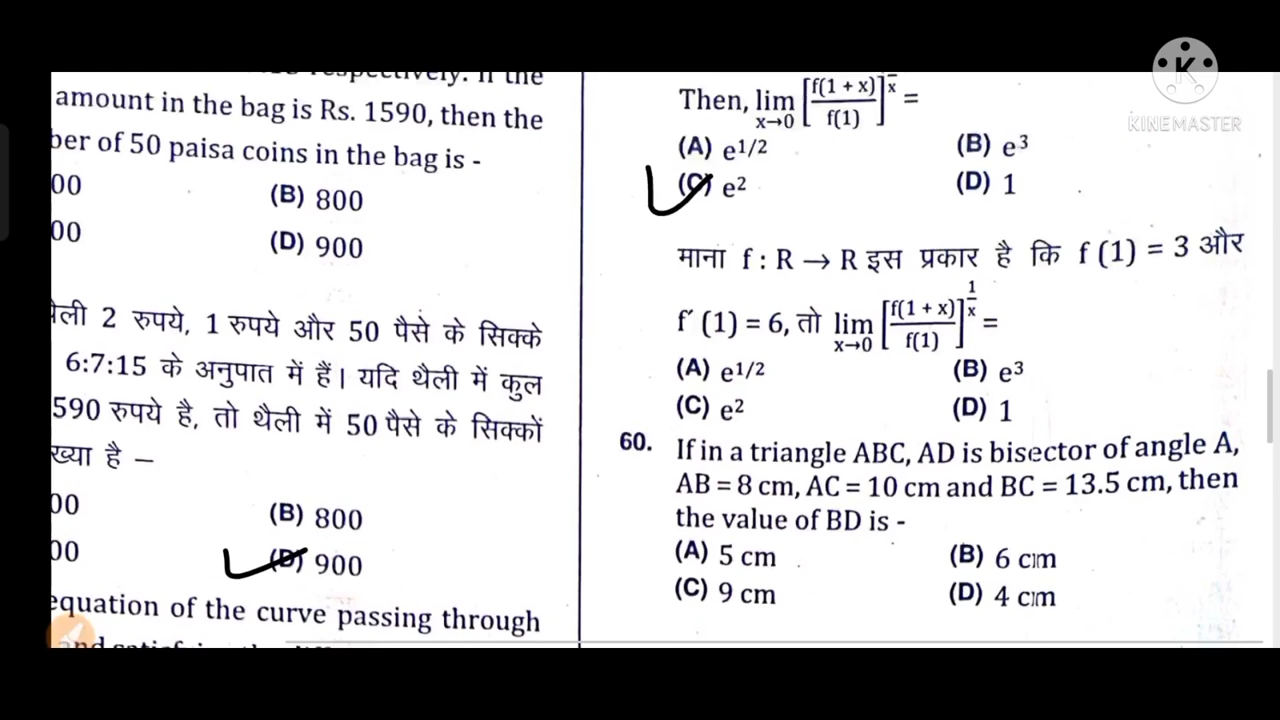 amount in the bag is Rs. 1590, then the
ber of 50 paisa coins in the bag is -
00 (B) 800
00 (D) 900
2 रुपये, 1 रुपये और 50 पैसे के सिक्के
6:7:15 के अनुपात में हैं। यदि थैली में कुल
590 रुपये है, तो थैली में 50 पैसे के सिक्कों
ख्या है –
00 (B) 800
00 (D) 900
equation of the curve passing through
Then, lim x→0 [f(1 + x)/f(1)] =
(A) e^1/2 (B) e^3
(C) e^2 (D) 1
माना f : R → R इस प्रकार है कि f (1) = 3 और
f′ (1) = 6, तो lim x→0 [f(1 + x)/f(1)]^1/x =
(A) e^1/2 (B) e^3
(C) e^2 (D) 1
60. If in a triangle ABC, AD is bisector of angle A,
AB = 8 cm, AC = 10 cm and BC = 13.5 cm, then
the value of BD is -
(A) 5 cm (B) 6 cm
(C) 9 cm (D) 4 cm
KINEMASTER